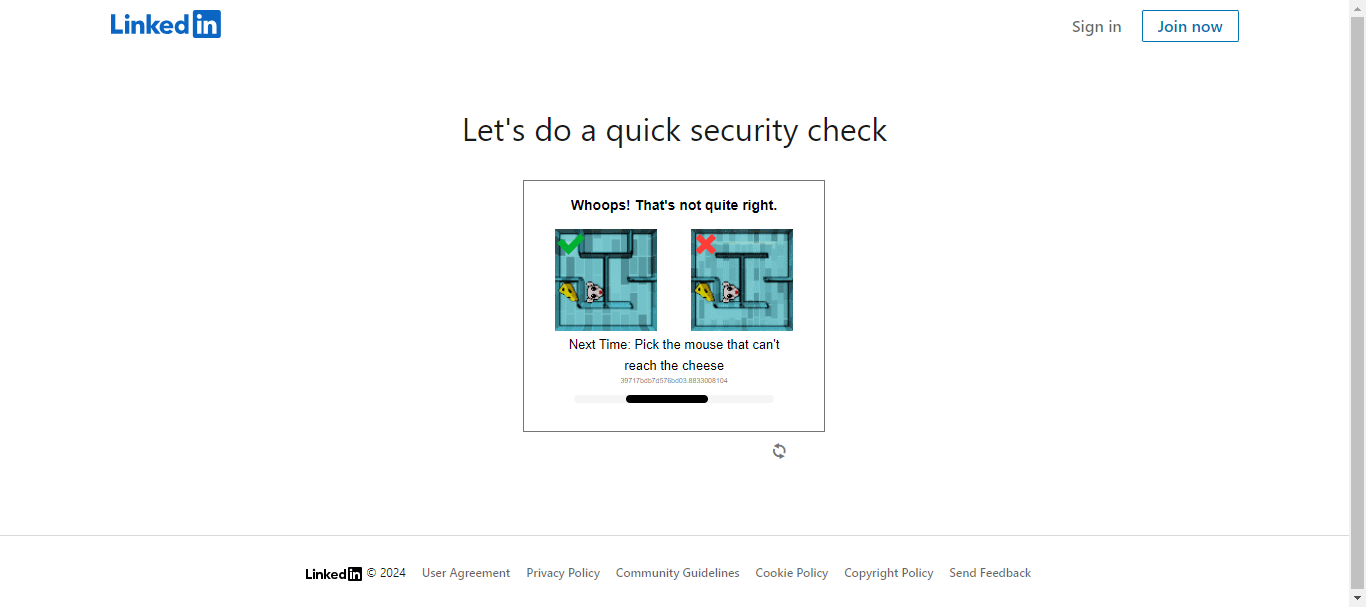 LinkedIn
Sign in
Join now
Let's do a quick security check
Whoops! That's not quite right.
Next Time: Pick the mouse that can't
reach the cheese
39717bdb7d576bd03.8833008104
LinkedIn © 2024 User Agreement Privacy Policy Community Guidelines Cookie Policy Copyright Policy Send Feedback